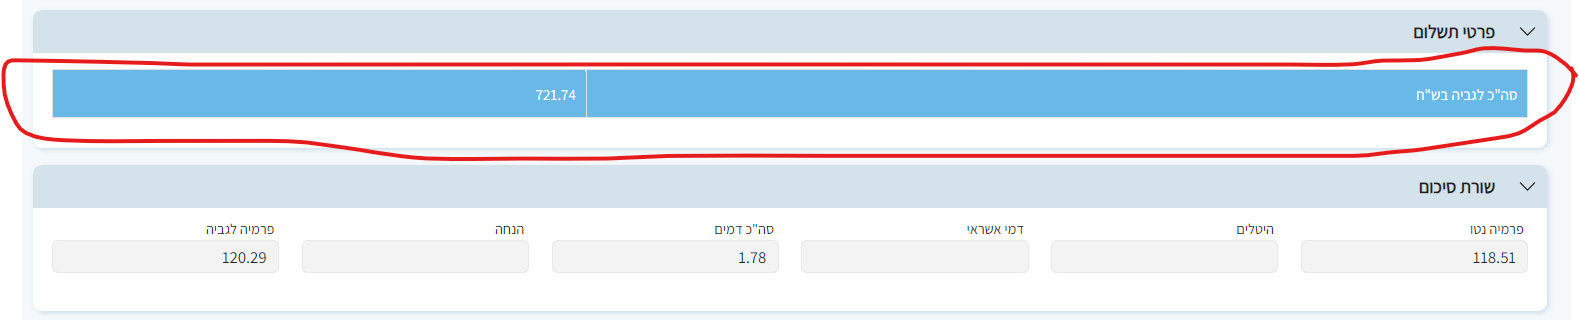 פרטי תשלום
סה"כ לגביה בש"ח 721.74
שורת סיכום
פרמיה נטו היטלים דמי אשראי סה"כ דמים הנחה פרמיה לגביה
118.51 1.78 120.29